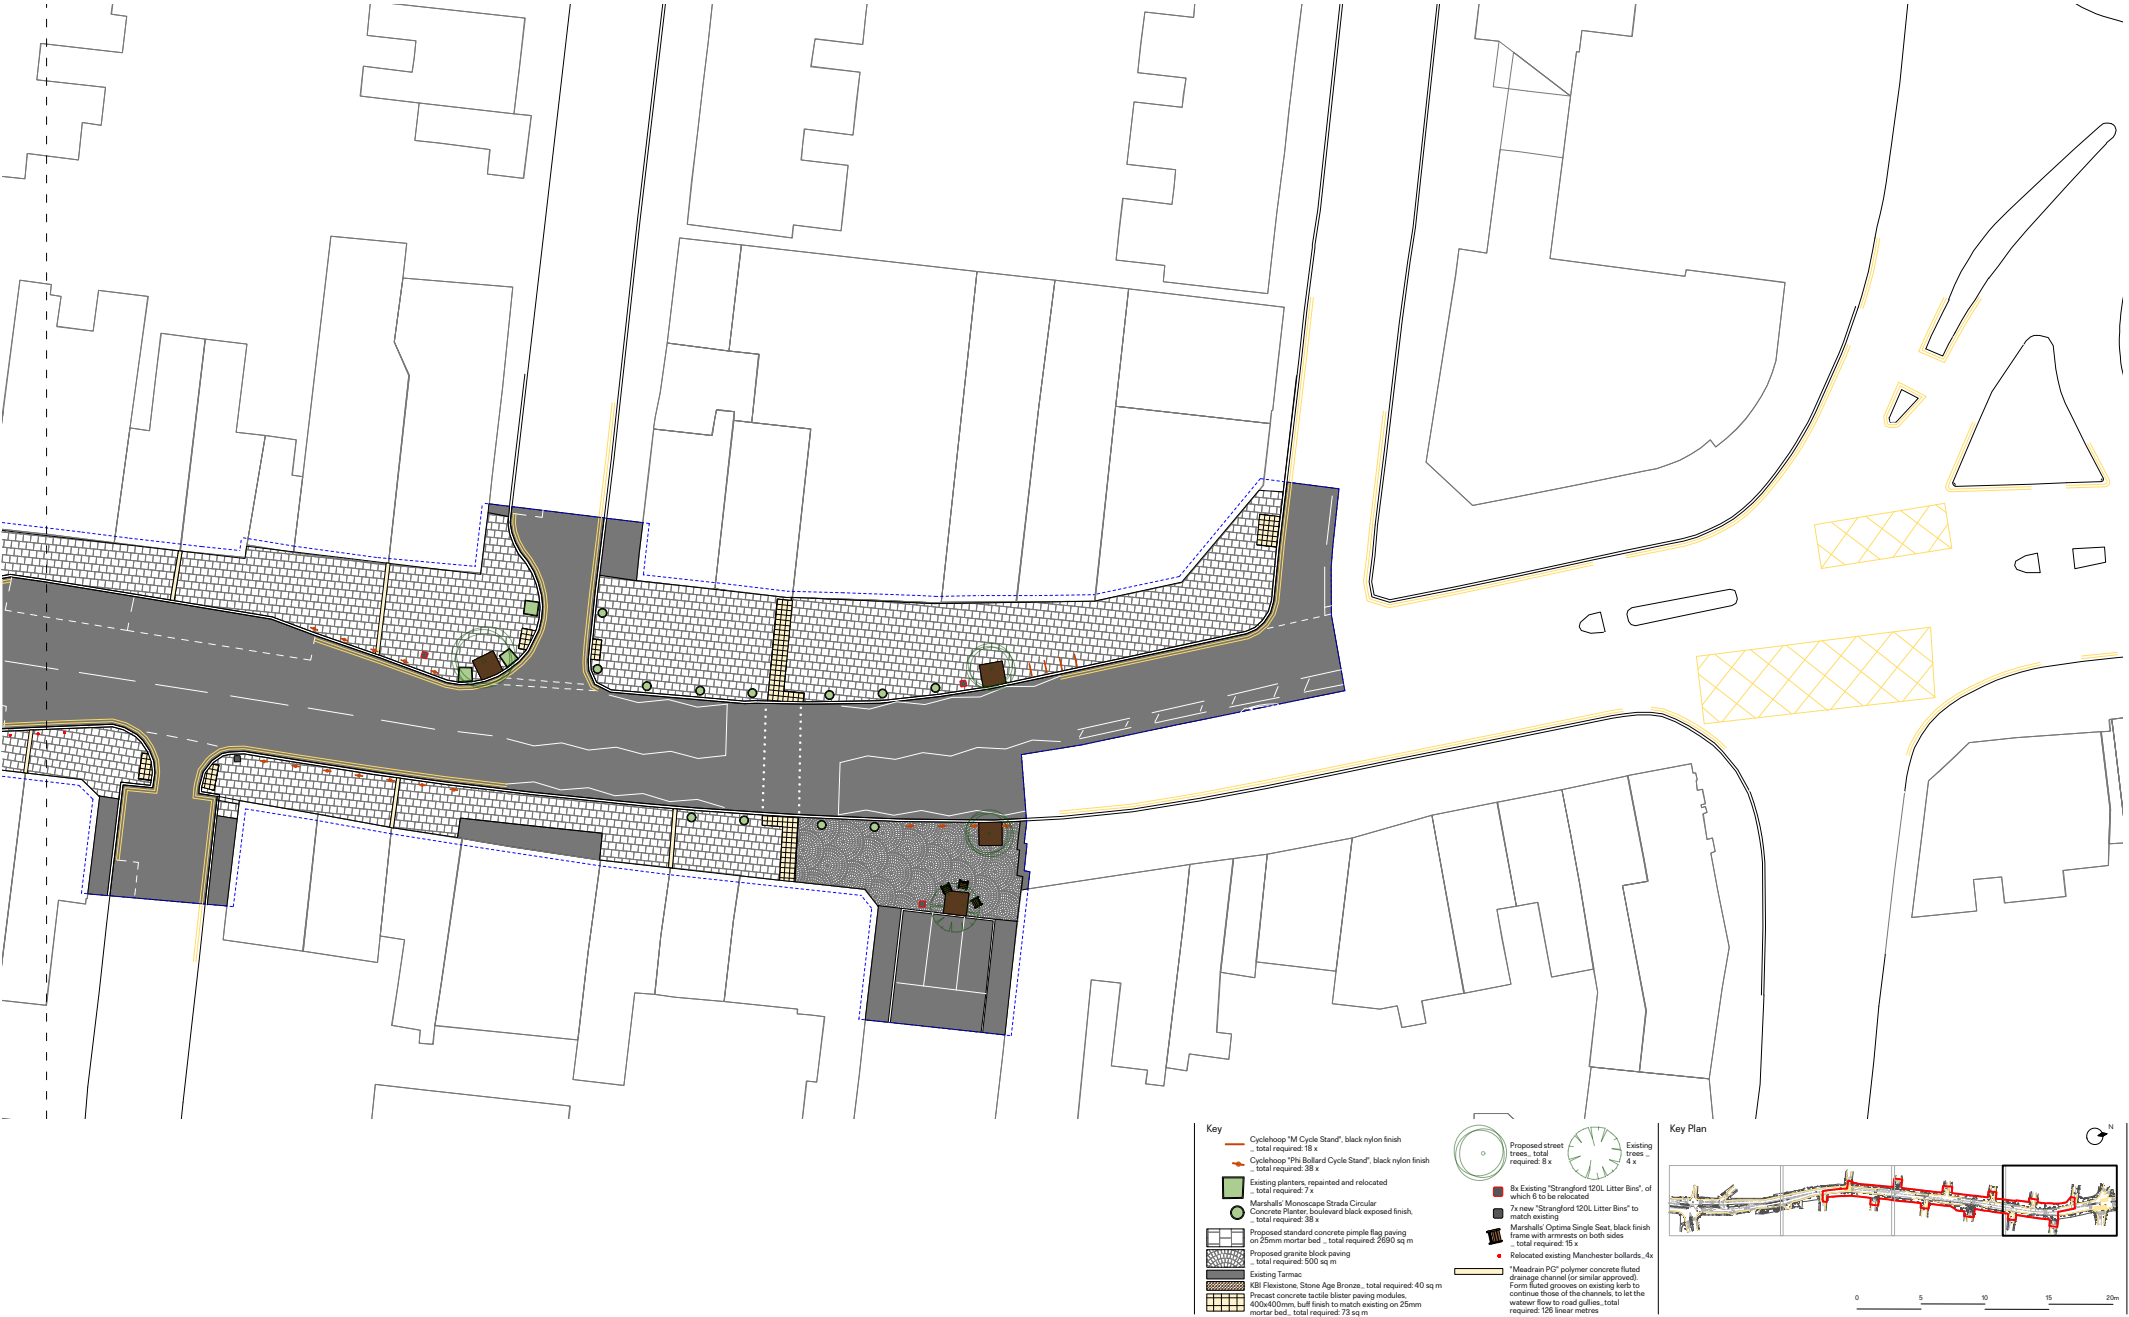 Key
Cyclehoop "M Cycle Stand", black nylon finish
_ total required: 18 x
Cyclehoop "Phi Bollard Cycle Stand", black nylon finish
_ total required: 38 x
Existing planters, repainted and relocated
_ total required: 7 x
Marshalls' Monoscape Strada Circular
Concrete Planter, boulevard black exposed finish,
_ total required: 38 x
Proposed standard concrete pimple flag paving
on 25mm mortar bed _ total required: 2690 sq m
Proposed granite block paving
_ total required: 500 sq m
Existing Tarmac
KBI Flexistone, Stone Age Bronze_ total required: 40 sq m
Precast concrete tactile blister paving modules,
400x400mm, buff finish to match existing on 25mm
mortar bed_ total required: 73 sq m
Proposed street
trees_ total
required: 8 x
Existing
trees _
4 x
8x Existing "Strangford 120L Litter Bins", of
which 6 to be relocated
7x new "Strangford 120L Litter Bins" to
match existing
Marshalls' Optima Single Seat, black finish
frame with armrests on both sides
_ total required: 15 x
Relocated existing Manchester bollards_4x
"Meadrain PG" polymer concrete fluted
drainage channel (or similar approved).
Form fluted grooves on existing kerb to
continue those of the channels, to let the
watewr flow to road gullies_total
required: 126 linear metres
Key Plan
N
0 5 10 15 20m